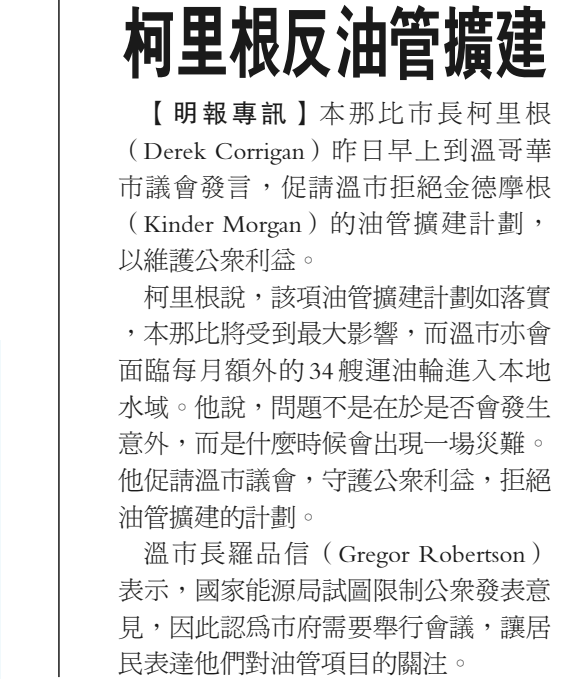 柯里根反油管擴建
【明報專訊】本那比市長柯里根
（Derek Corrigan）昨日早上到溫哥華
市議會發言，促請溫市拒絕金德摩根
（Kinder Morgan）的油管擴建計劃，
以維護公眾利益。
柯里根說，該項油管擴建計劃如落實
，本那比將受到最大影響，而溫市亦會
面臨每月額外的34艘運油輪進入本地
水域。他說，問題不是在於是否會發生
意外，而是什麼時候會出現一場災難。
他促請溫市議會，守護公眾利益，拒絕
油管擴建的計劃。
溫市長羅品信（Gregor Robertson）
表示，國家能源局試圖限制公眾發表意
見，因此認爲市府需要舉行會議，讓居
民表達他們對油管項目的關注。